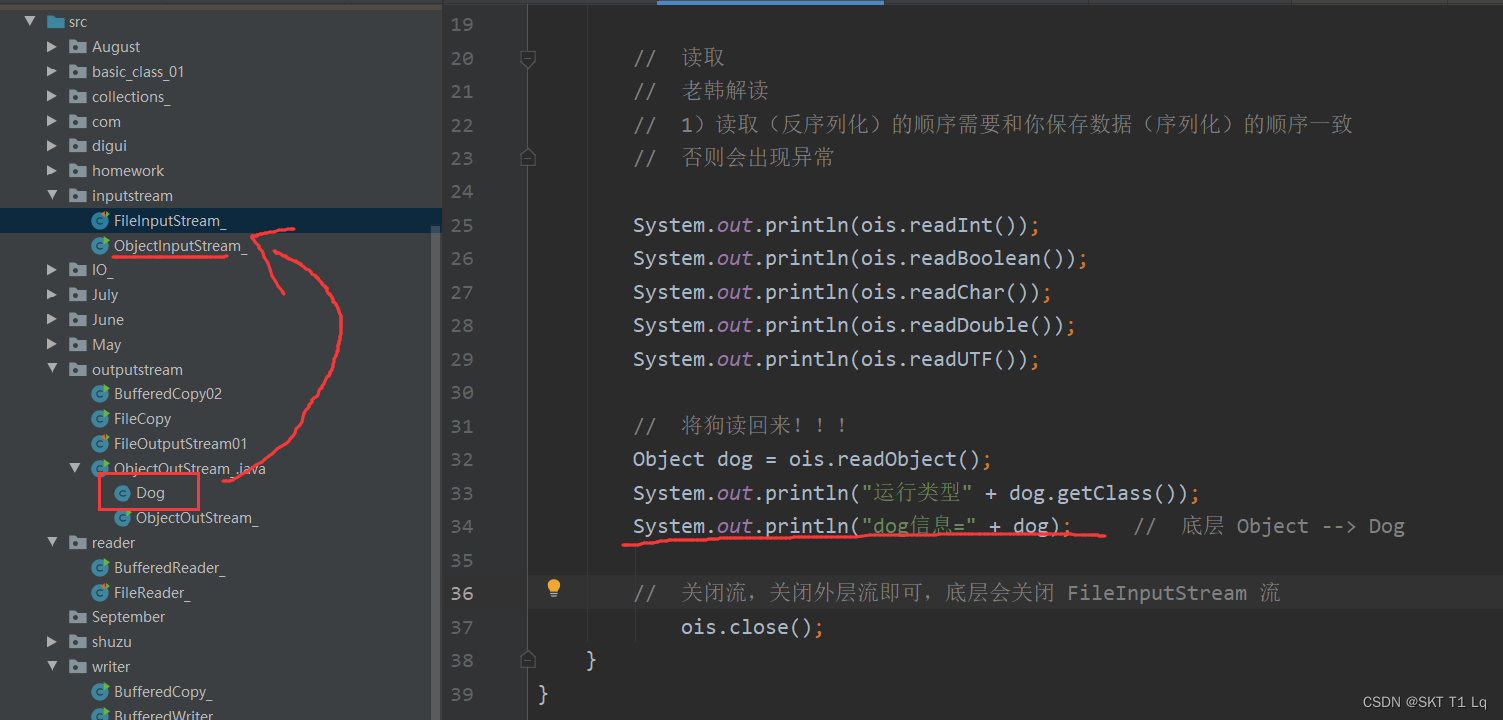 src
August
basic_class_01
collections_
com
digui
homework
inputstream
FileInputStream_
ObjectInputStream_
IO_
July
June
May
outputstream
BufferedCopy02
FileCopy
FileOutputStream01
ObjectOutStream_.java
Dog
ObjectOutStream_
reader
BufferedReader_
FileReader_
September
shuzu
writer
BufferedCopy_
BufferedWriter_
19
20 // 读取
21 // 老韩解读
22 // 1）读取（反序列化）的顺序需要和你保存数据（序列化）的顺序一致
23 // 否则会出现异常
24
25 System.out.println(ois.readInt());
26 System.out.println(ois.readBoolean());
27 System.out.println(ois.readChar());
28 System.out.println(ois.readDouble());
29 System.out.println(ois.readUTF());
30
31 // 将狗读回来！！！
32 Object dog = ois.readObject();
33 System.out.println("运行类型" + dog.getClass());
34 System.out.println("dog信息=" + dog); // 底层 Object --> Dog
35
36 // 关闭流，关闭外层流即可，底层会关闭 FileInputStream 流
37 ois.close();
38 }
39 }
CSDN @SKT T1 Lq